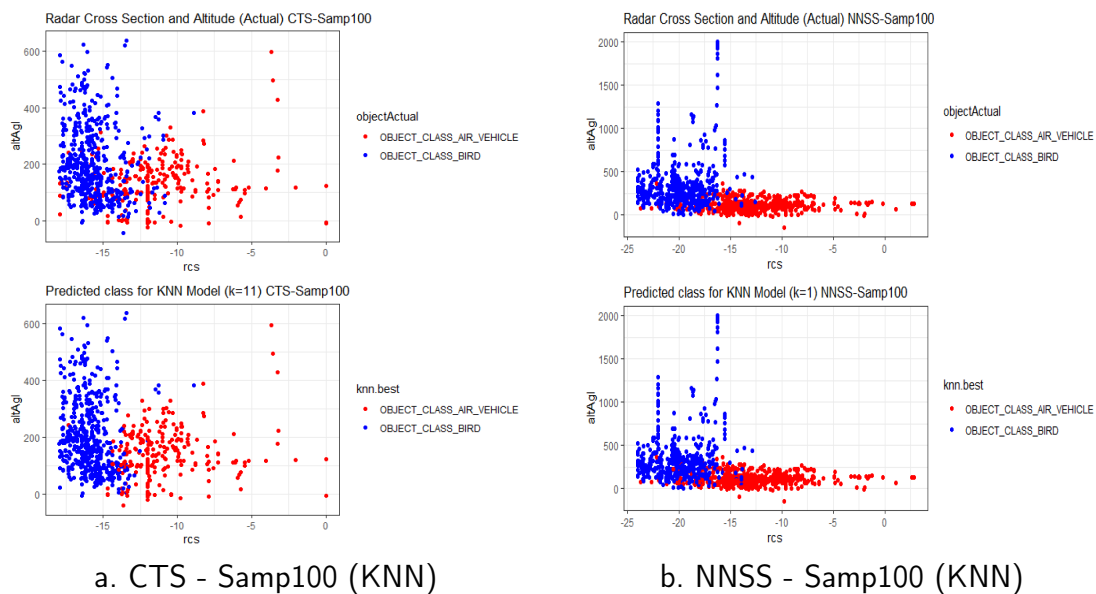 Radar Cross Section and Altitude (Actual) CTS-Samp100
600
400
200
0
altAgl
-15
-10
-5
0
rcs
objectActual
OBJECT_CLASS_AIR_VEHICLE
OBJECT_CLASS_BIRD
Predicted class for KNN Model (k=11) CTS-Samp100
600
400
200
0
altAgl
-15
-10
-5
0
rcs
knn.best
OBJECT_CLASS_AIR_VEHICLE
OBJECT_CLASS_BIRD
a. CTS - Samp100 (KNN)
Radar Cross Section and Altitude (Actual) NNSS-Samp100
2000
1500
1000
500
0
altAgl
-25
-20
-15
-10
-5
0
rcs
objectActual
OBJECT_CLASS_AIR_VEHICLE
OBJECT_CLASS_BIRD
Predicted class for KNN Model (k=1) NNSS-Samp100
2000
1500
1000
500
0
altAgl
-25
-20
-15
-10
-5
0
rcs
knn.best
OBJECT_CLASS_AIR_VEHICLE
OBJECT_CLASS_BIRD
b. NNSS - Samp100 (KNN)